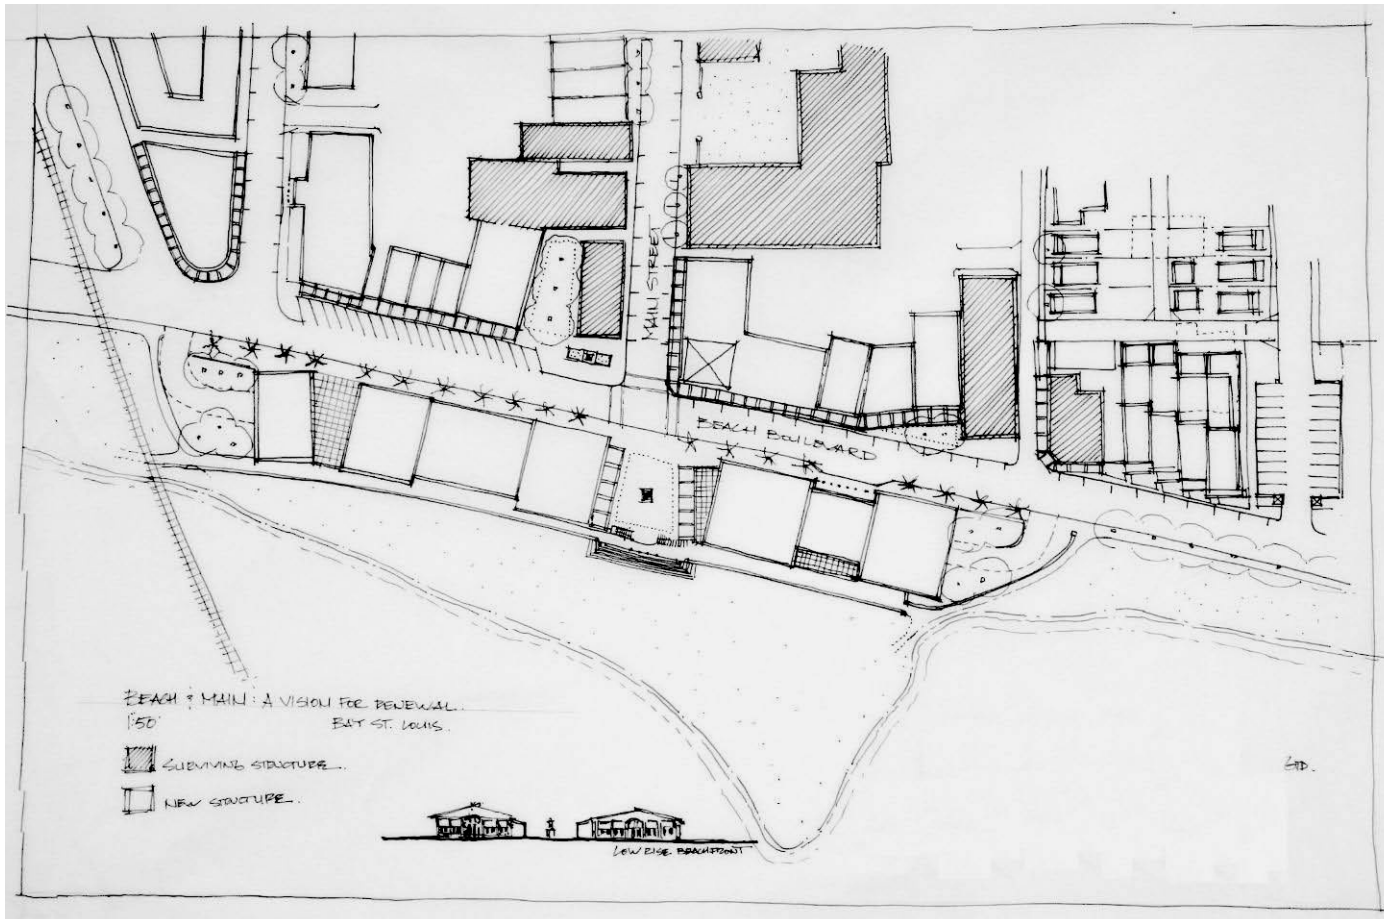 MAIN STREET
BEACH BOULEVARD
BEACH & MAIN: A VISION FOR RENEWAL.
1:50' BAY ST. LOUIS.
SURVIVING STRUCTURE.
NEW STRUCTURE.
LOW RISE BEACHFRONT